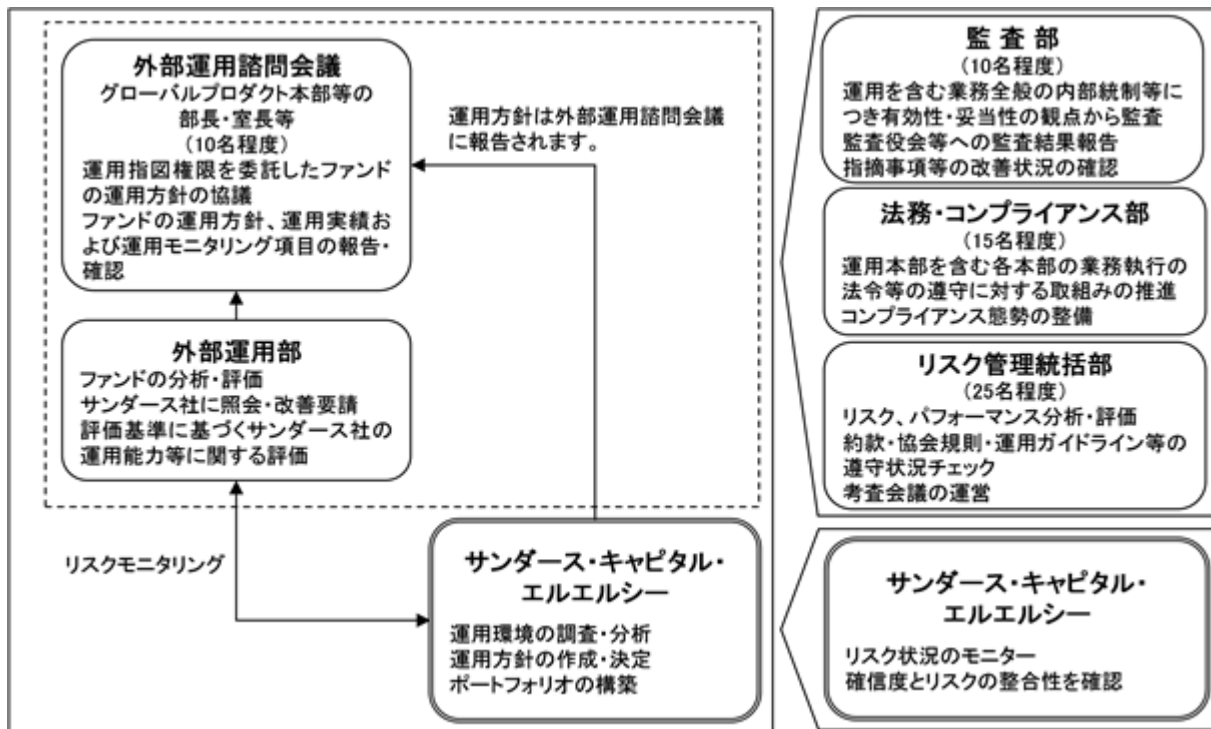 外部運用諮問会議
グローバルプロダクト本部等の
部長・室長等
(10名程度)
運用指図権限を委託したファンド
の運用方針の協議
ファンドの運用方針、運用実績お
よび運用モニタリング項目の報告・
確認
運用方針は外部運用諮問会議
に報告されます。
外部運用部
ファンドの分析・評価
サンダース社に照会・改善要請
評価基準に基づくサンダース社の
運用能力等に関する評価
リスクモニタリング
サンダース・キャピタル・
エルエルシー
運用環境の調査・分析
運用方針の作成・決定
ポートフォリオの構築
監査部
(10名程度)
運用を含む業務全般の内部統制等に
つき有効性・妥当性の観点から監査
監査役会等への監査結果報告
指摘事項等の改善状況の確認
法務・コンプライアンス部
(15名程度)
運用本部を含む各本部の業務執行の
法令等の遵守に対する取組みの推進
コンプライアンス態勢の整備
リスク管理統括部
(25名程度)
リスク、パフォーマンス分析・評価
約款・協会規則・運用ガイドライン等の
遵守状況チェック
考査会議の運営
サンダース・キャピタル・
エルエルシー
リスク状況のモニター
確信度とリスクの整合性を確認